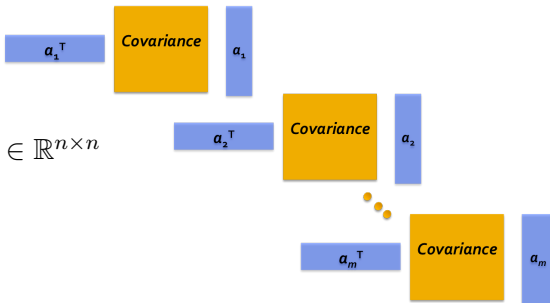 a₁ᵀ Covariance a₁
a₂ᵀ Covariance a₂
∈ ℝⁿˣⁿ
aₘᵀ Covariance aₘ